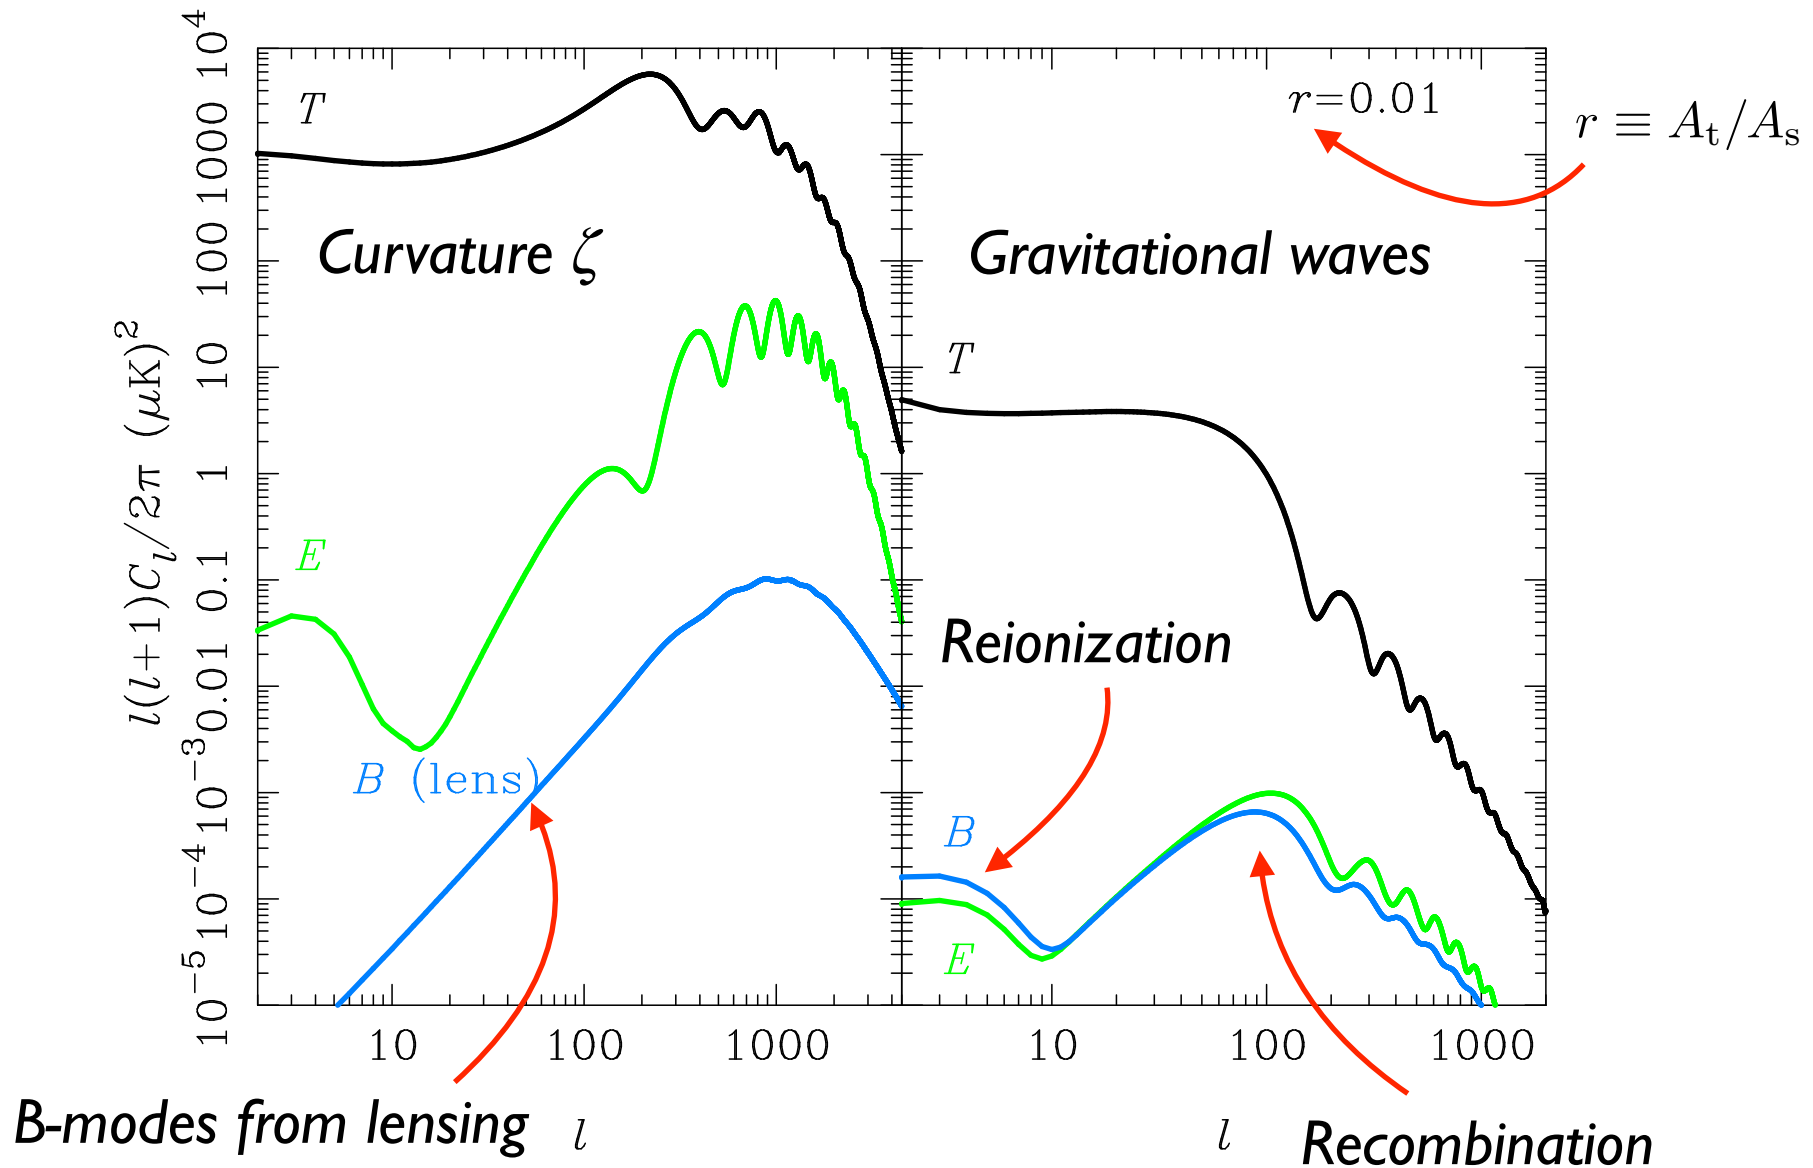 10⁴
1000
100
10
1
0.1
0.01
10⁻³
10⁻⁴
10⁻⁵
l(l+1)C_l/2π (μK)²
T
Curvature ζ
E
B (lens)
10 100 1000
B-modes from lensing
l
r=0.01
r ≡ A_t/A_s
Gravitational waves
T
Reionization
B
E
10 100 1000
l
Recombination